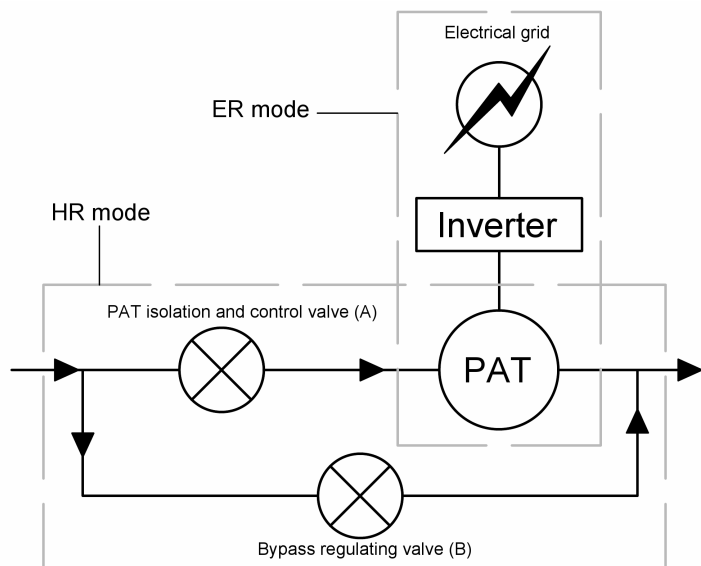 Electrical grid
ER mode
HR mode
Inverter
PAT isolation and control valve (A)
PAT
Bypass regulating valve (B)